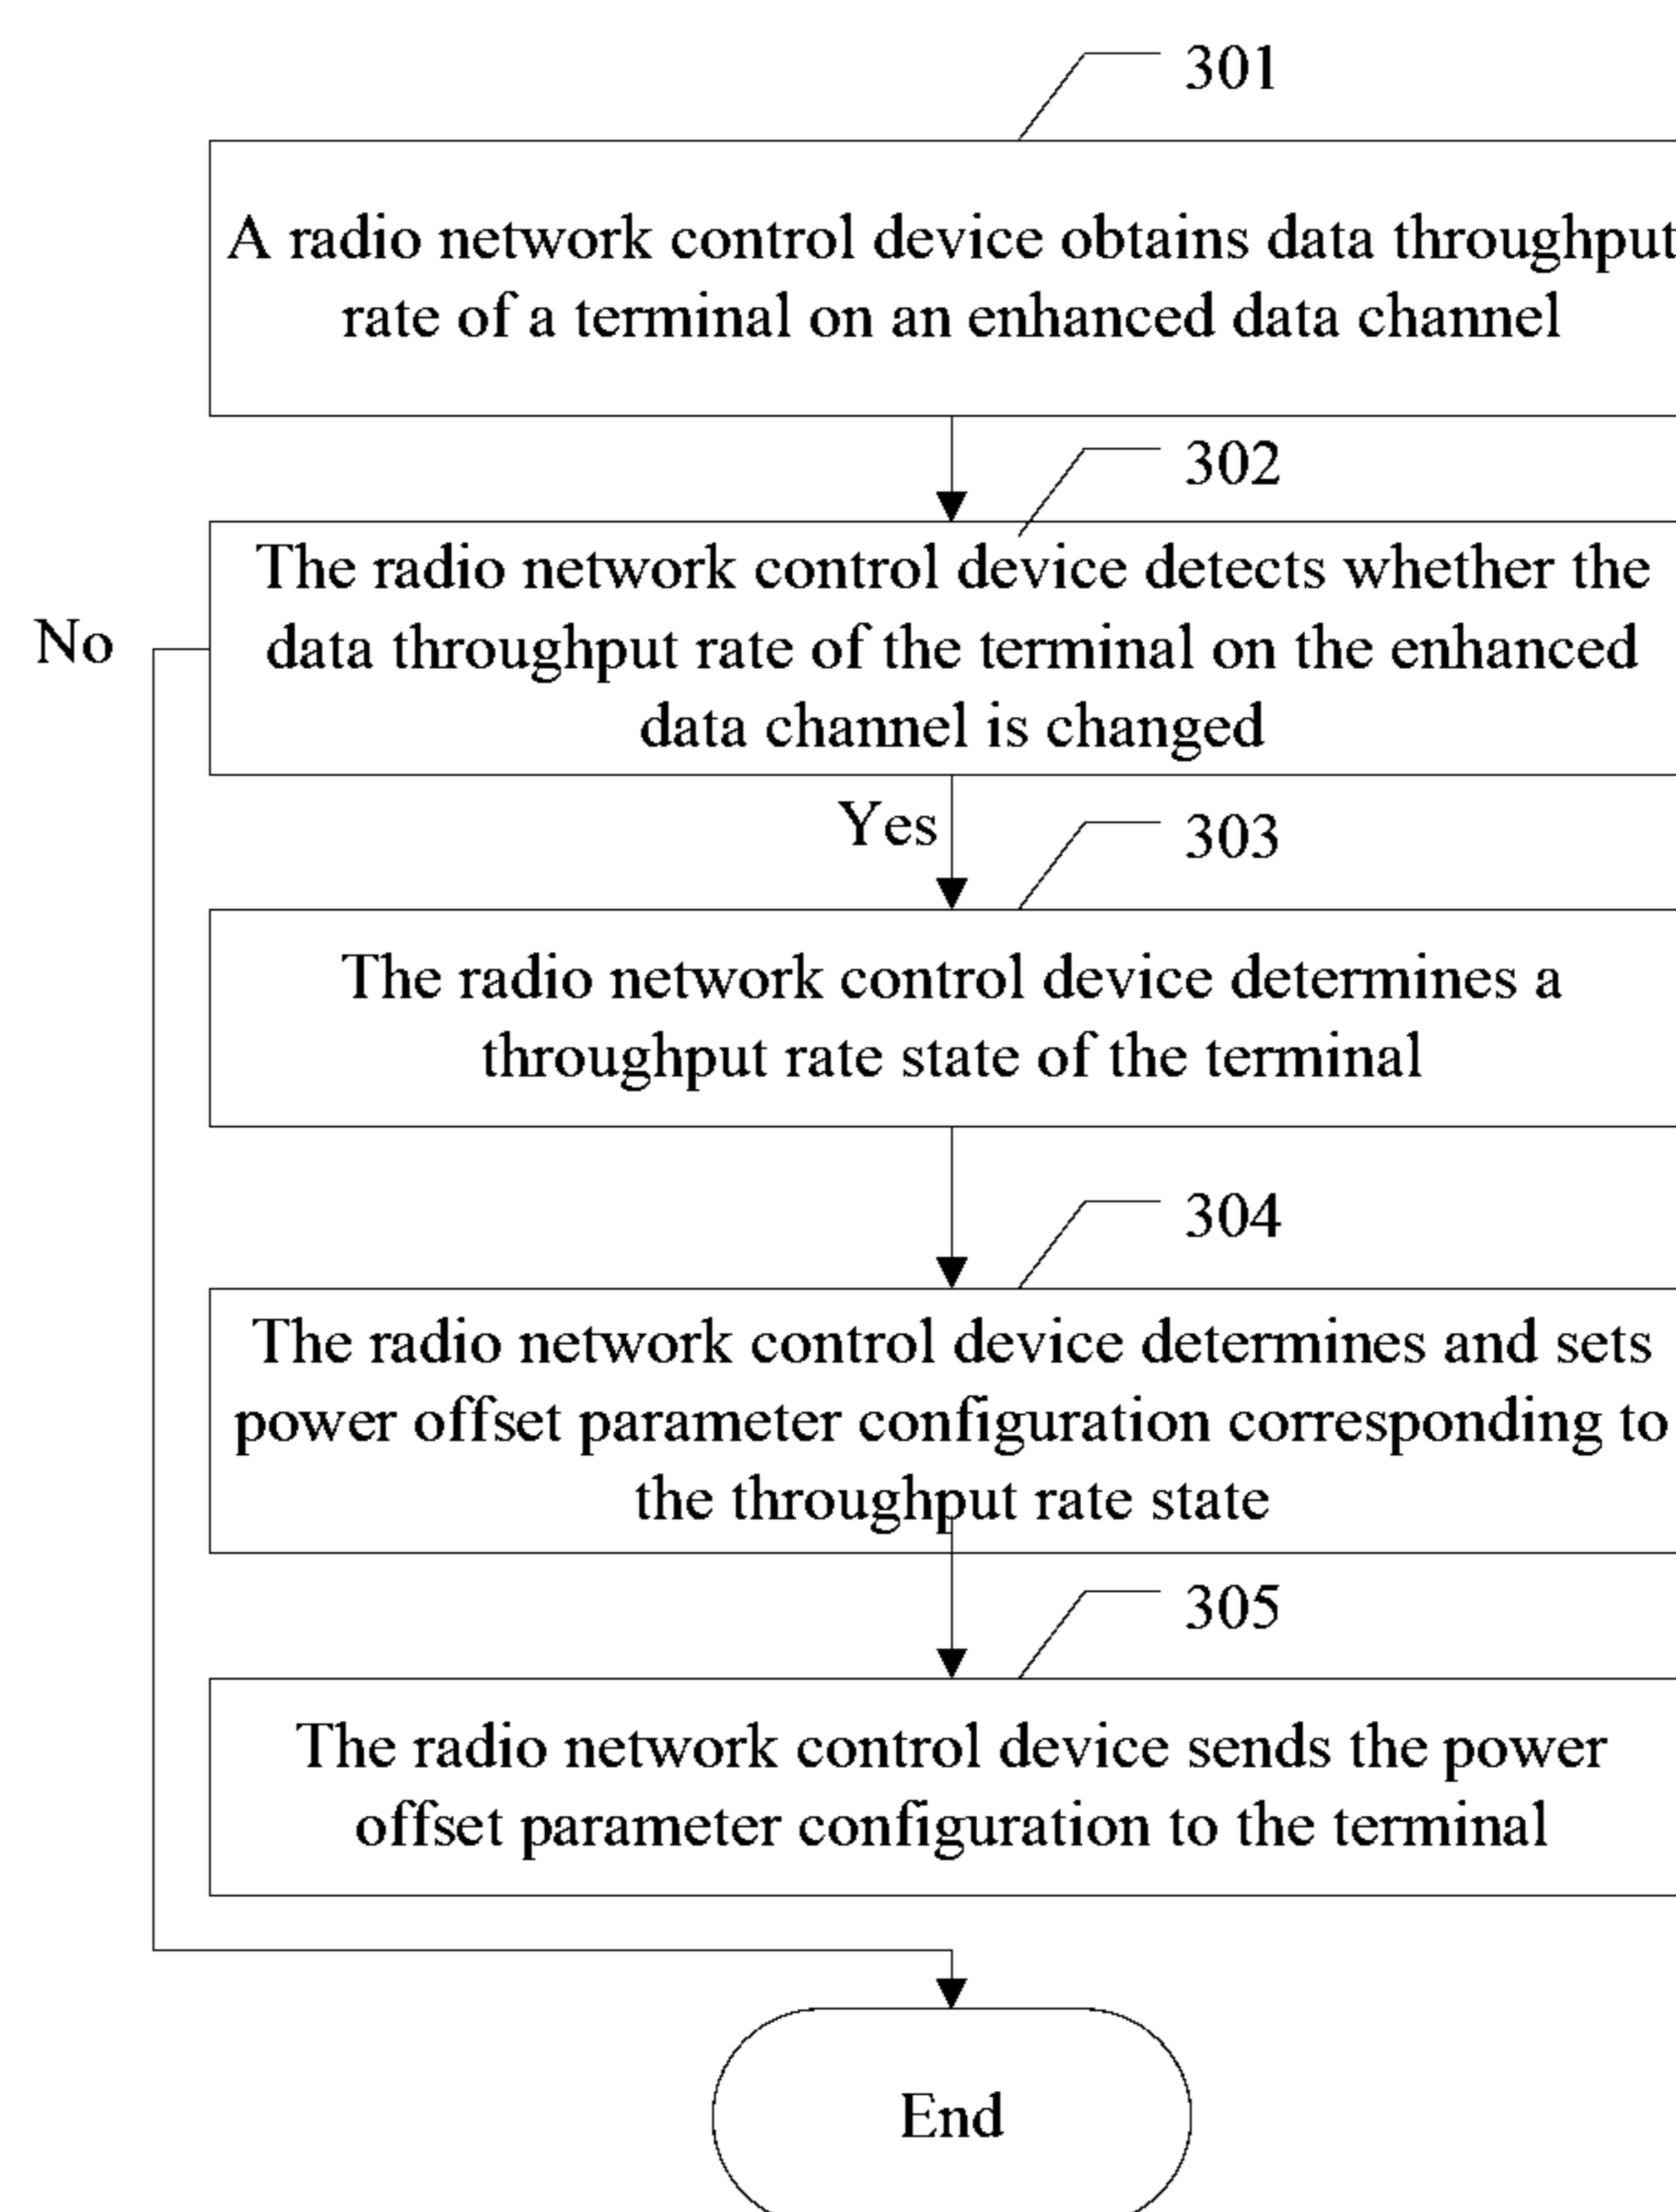 301
A radio network control device obtains data throughput
rate of a terminal on an enhanced data channel
302
The radio network control device detects whether the
data throughput rate of the terminal on the enhanced
data channel is changed
No
Yes
303
The radio network control device determines a
throughput rate state of the terminal
304
The radio network control device determines and sets
power offset parameter configuration corresponding to
the throughput rate state
305
The radio network control device sends the power
offset parameter configuration to the terminal
End